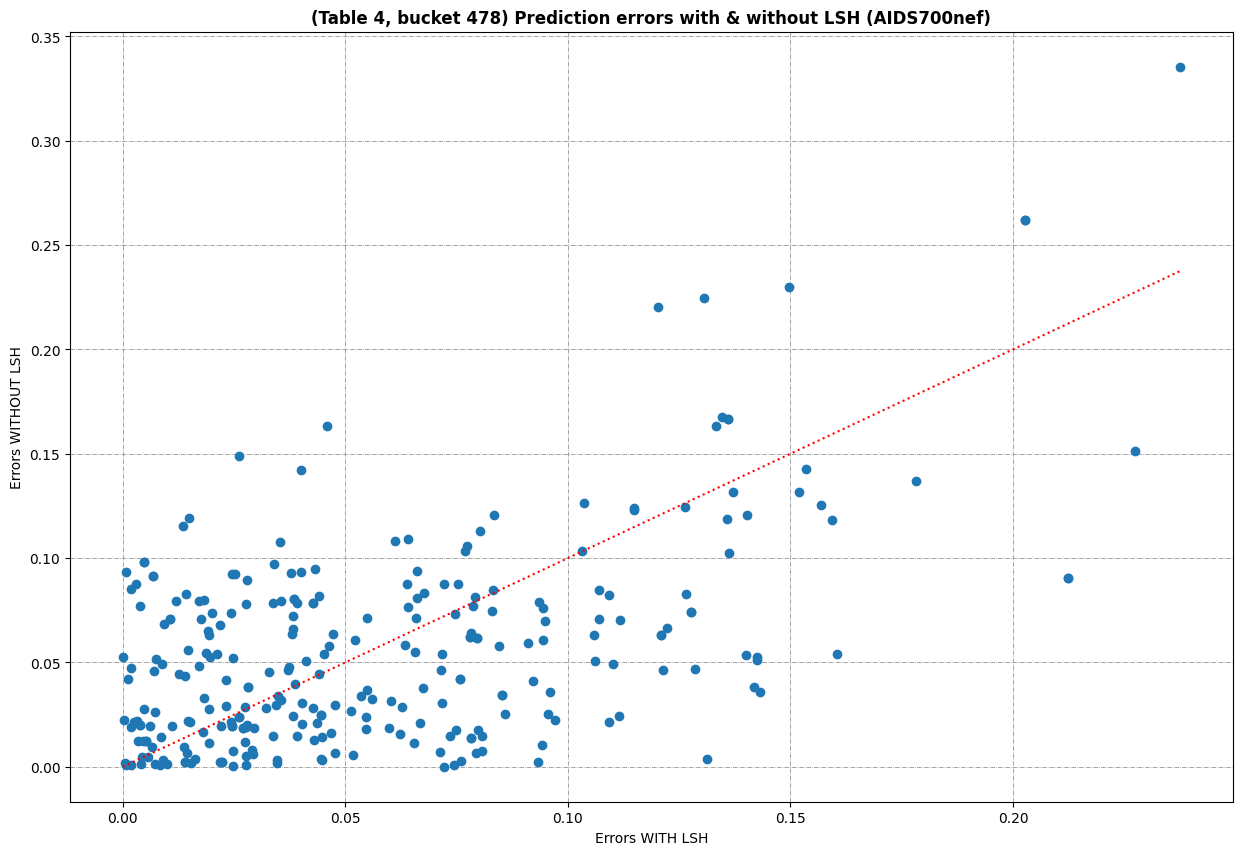 (Table 4, bucket 478) Prediction errors with & without LSH (AIDS700nef)
0.35
0.30
0.25
0.20
0.15
0.10
0.05
0.00
Errors WITHOUT LSH
0.00 0.05 0.10 0.15 0.20
Errors WITH LSH